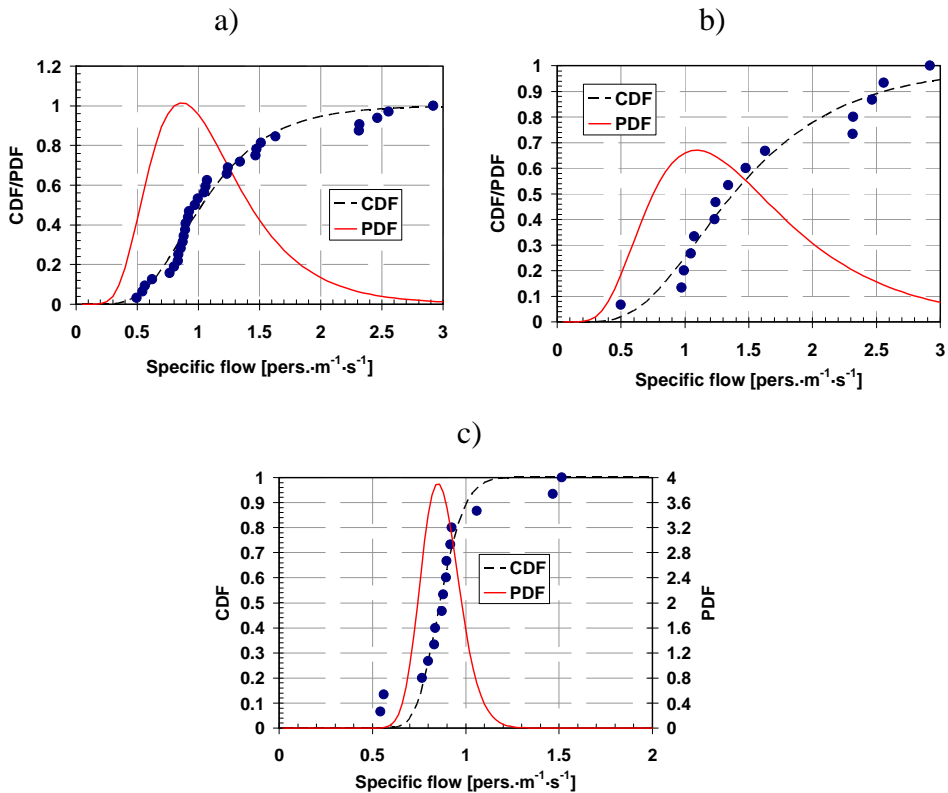 a)
1.2
1
0.8
0.6
0.4
0.2
0
CDF/PDF
CDF
PDF
0 0.5 1 1.5 2 2.5 3
Specific flow [pers.·m⁻¹·s⁻¹]
b)
1
0.9
0.8
0.7
0.6
0.5
0.4
0.3
0.2
0.1
0
CDF/PDF
CDF
PDF
0 0.5 1 1.5 2 2.5 3
Specific flow [pers.·m⁻¹·s⁻¹]
c)
1
0.9
0.8
0.7
0.6
0.5
0.4
0.3
0.2
0.1
0
CDF
CDF
PDF
4
3.6
3.2
2.8
2.4
2
1.6
1.2
0.8
0.4
0
PDF
0 0.5 1 1.5 2
Specific flow [pers.·m⁻¹·s⁻¹]